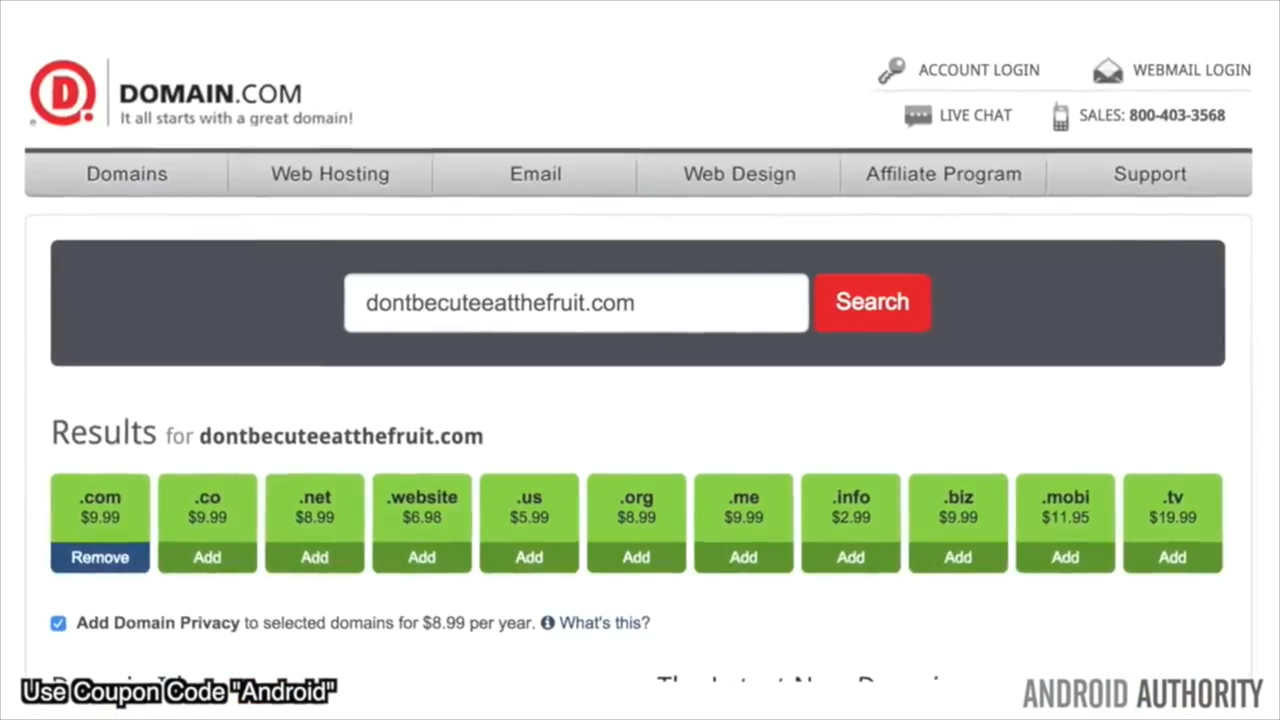 D
DOMAIN.COM
It all starts with a great domain!
ACCOUNT LOGIN
WEBMAIL LOGIN
LIVE CHAT
SALES: 800-403-3568
Domains
Web Hosting
Email
Web Design
Affiliate Program
Support
dontbecuteeatthefruit.com
Search
Results for dontbecuteeatthefruit.com
.com
$9.99
Remove
.co
$9.99
Add
.net
$8.99
Add
.website
$6.98
Add
.us
$5.99
Add
.org
$8.99
Add
.me
$9.99
Add
.info
$2.99
Add
.biz
$9.99
Add
.mobi
$11.95
Add
.tv
$19.99
Add
Add Domain Privacy to selected domains for $8.99 per year. What's this?
Use Coupon Code "Android"
ANDROID AUTHORITY